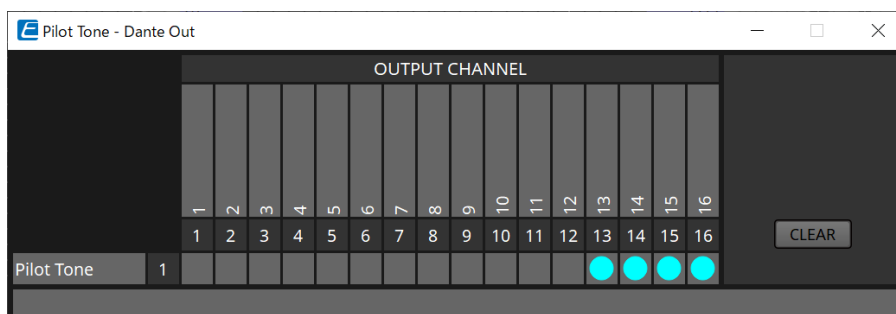 Pilot Tone - Dante Out
OUTPUT CHANNEL
1 2 3 4 5 6 7 8 9 10 11 12 13 14 15 16
1 2 3 4 5 6 7 8 9 10 11 12 13 14 15 16
CLEAR
Pilot Tone 1